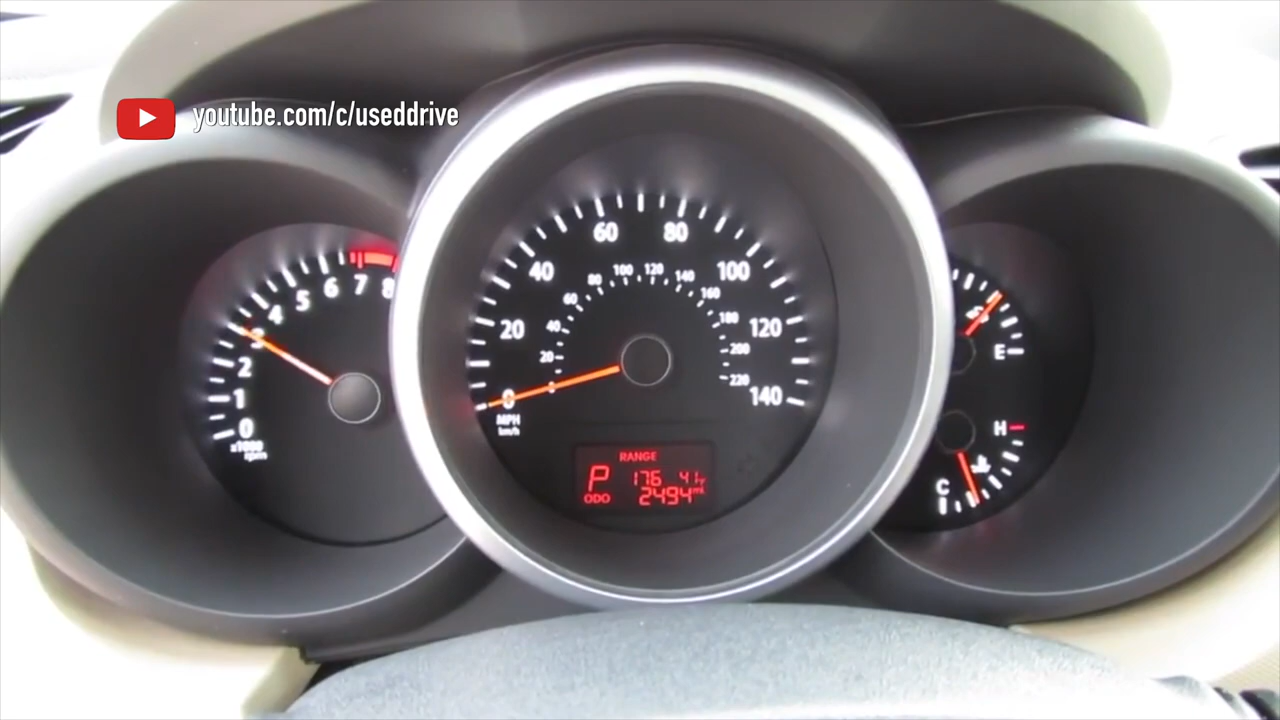 youtube.com/c/useddrive
0 1 2 3 4 5 6 7 8
x1000
rpm
0 20 40 60 80 100 120 140
20 40 60 80 100 120 140 160 180 200 220
MPH
km/h
RANGE
P 176 41F
ODO 2494 mi
E
H
C